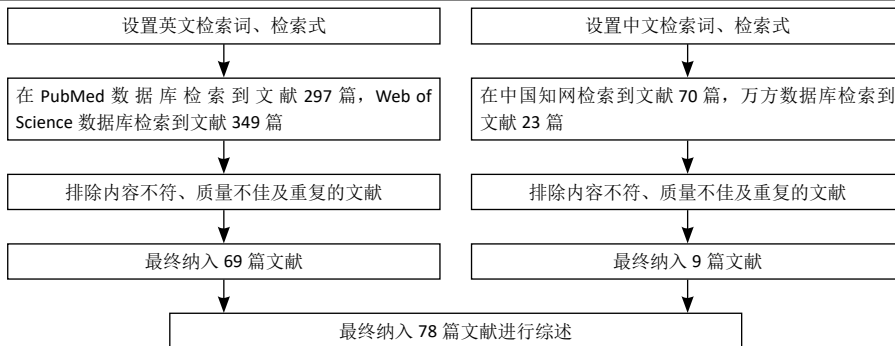 设置英文检索词、检索式
设置中文检索词、检索式
在 PubMed 数据库检索到文献 297 篇，Web of
Science 数据库检索到文献 349 篇
在中国知网检索到文献 70 篇，万方数据库检索到
文献 23 篇
排除内容不符、质量不佳及重复的文献
排除内容不符、质量不佳及重复的文献
最终纳入 69 篇文献
最终纳入 9 篇文献
最终纳入 78 篇文献进行综述